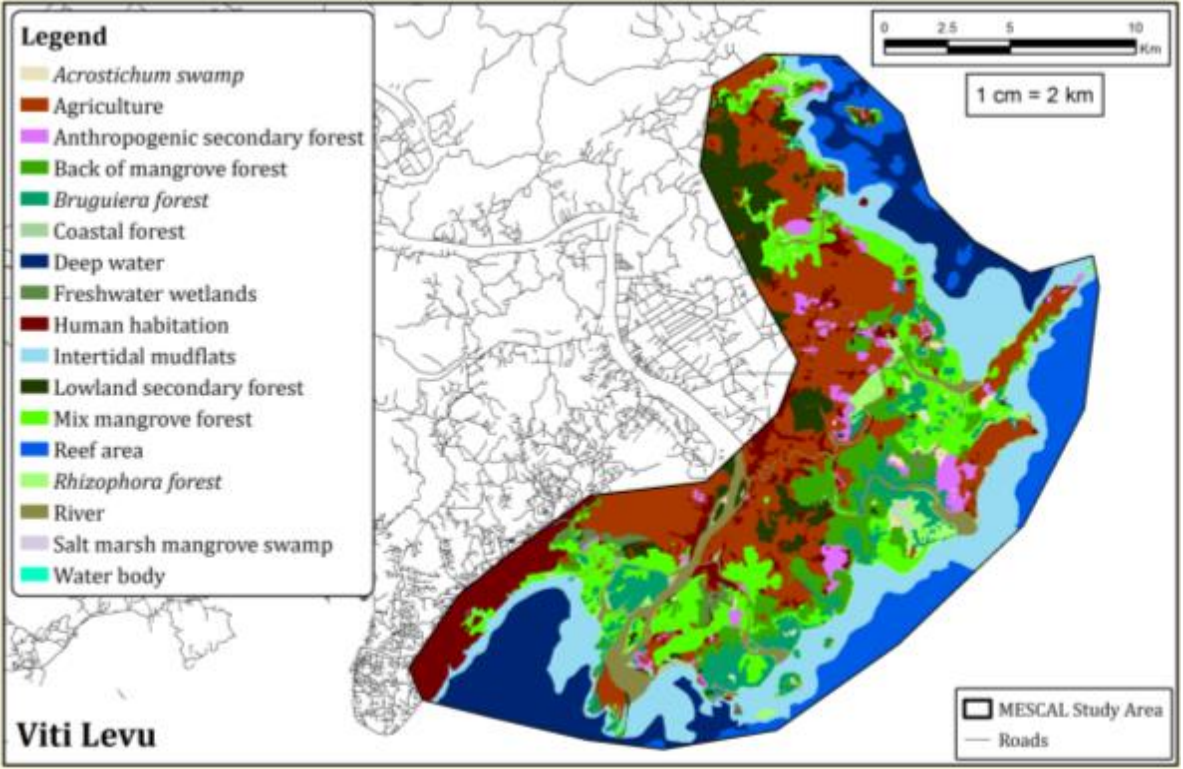 Legend
Acrostichum swamp
Agriculture
Anthropogenic secondary forest
Back of mangrove forest
Bruguiera forest
Coastal forest
Deep water
Freshwater wetlands
Human habitation
Intertidal mudflats
Lowland secondary forest
Mix mangrove forest
Reef area
Rhizophora forest
River
Salt marsh mangrove swamp
Water body
0 2.5 5 10
Km
1 cm = 2 km
Viti Levu
MESCAL Study Area
Roads